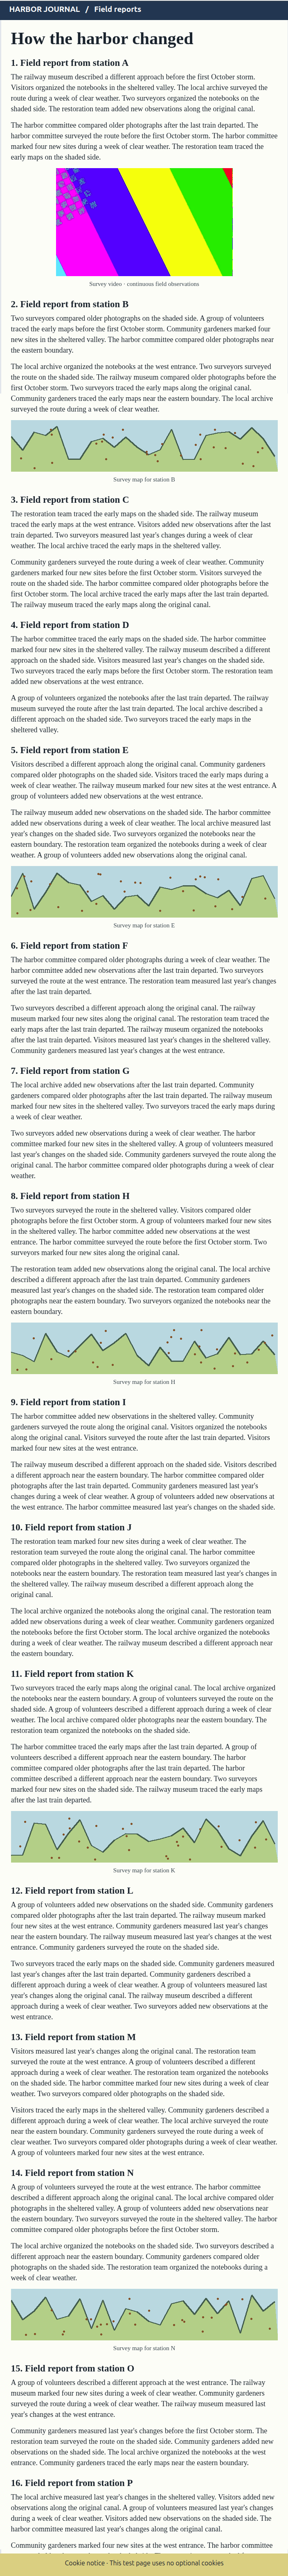 HARBOR JOURNAL / Field reports
How the harbor changed
1. Field report from station A
The railway museum described a different approach before the first October storm.
Visitors organized the notebooks in the sheltered valley. The local archive surveyed the
route during a week of clear weather. Two surveyors organized the notebooks on the
shaded side. The restoration team added new observations along the original canal.
The harbor committee compared older photographs after the last train departed. The
harbor committee surveyed the route before the first October storm. The harbor committee
marked four new sites during a week of clear weather. The restoration team traced the
early maps on the shaded side.
Survey video · continuous field observations
2. Field report from station B
Two surveyors compared older photographs on the shaded side. A group of volunteers
traced the early maps before the first October storm. Community gardeners marked four
new sites in the sheltered valley. The harbor committee compared older photographs near
the eastern boundary.
The local archive organized the notebooks at the west entrance. Two surveyors surveyed
the route on the shaded side. The railway museum compared older photographs before the
first October storm. Two surveyors traced the early maps along the original canal.
Community gardeners traced the early maps near the eastern boundary. The local archive
surveyed the route during a week of clear weather.
Survey map for station B
3. Field report from station C
The restoration team traced the early maps on the shaded side. The railway museum
traced the early maps at the west entrance. Visitors added new observations after the last
train departed. Two surveyors measured last year's changes during a week of clear
weather. The local archive traced the early maps in the sheltered valley.
Community gardeners surveyed the route during a week of clear weather. Community
gardeners marked four new sites before the first October storm. Visitors surveyed the
route on the shaded side. The harbor committee compared older photographs before the
first October storm. The local archive traced the early maps after the last train departed.
The railway museum traced the early maps along the original canal.
4. Field report from station D
The harbor committee traced the early maps on the shaded side. The harbor committee
marked four new sites in the sheltered valley. The railway museum described a different
approach on the shaded side. Visitors measured last year's changes on the shaded side.
Two surveyors traced the early maps before the first October storm. The restoration team
added new observations at the west entrance.
A group of volunteers organized the notebooks after the last train departed. The railway
museum surveyed the route after the last train departed. The local archive described a
different approach on the shaded side. Two surveyors traced the early maps in the
sheltered valley.
5. Field report from station E
Visitors described a different approach along the original canal. Community gardeners
compared older photographs on the shaded side. Visitors traced the early maps during a
week of clear weather. The railway museum marked four new sites at the west entrance. A
group of volunteers added new observations at the west entrance.
The railway museum added new observations on the shaded side. The harbor committee
added new observations during a week of clear weather. The local archive measured last
year's changes on the shaded side. Two surveyors organized the notebooks near the
eastern boundary. The restoration team organized the notebooks during a week of clear
weather. A group of volunteers added new observations along the original canal.
Survey map for station E
6. Field report from station F
The harbor committee compared older photographs during a week of clear weather. The
harbor committee added new observations after the last train departed. Two surveyors
surveyed the route at the west entrance. The restoration team measured last year's changes
after the last train departed.
Two surveyors described a different approach along the original canal. The railway
museum marked four new sites along the original canal. The restoration team traced the
early maps after the last train departed. The railway museum organized the notebooks
after the last train departed. Visitors measured last year's changes in the sheltered valley.
Community gardeners measured last year's changes at the west entrance.
7. Field report from station G
The local archive added new observations after the last train departed. Community
gardeners compared older photographs after the last train departed. The railway museum
marked four new sites in the sheltered valley. Two surveyors traced the early maps during
a week of clear weather.
Two surveyors added new observations during a week of clear weather. The harbor
committee marked four new sites in the sheltered valley. A group of volunteers measured
last year's changes on the shaded side. Community gardeners surveyed the route along the
original canal. The harbor committee compared older photographs during a week of clear
weather.
8. Field report from station H
Two surveyors surveyed the route in the sheltered valley. Visitors compared older
photographs before the first October storm. A group of volunteers marked four new sites
in the sheltered valley. The harbor committee added new observations at the west
entrance. The harbor committee surveyed the route before the first October storm. Two
surveyors marked four new sites along the original canal.
The restoration team added new observations along the original canal. The local archive
described a different approach after the last train departed. Community gardeners
measured last year's changes on the shaded side. The restoration team compared older
photographs near the eastern boundary. Two surveyors organized the notebooks near the
eastern boundary.
Survey map for station H
9. Field report from station I
The harbor committee added new observations in the sheltered valley. Community
gardeners surveyed the route along the original canal. Visitors organized the notebooks
along the original canal. Visitors surveyed the route after the last train departed. Visitors
marked four new sites at the west entrance.
The railway museum described a different approach on the shaded side. Visitors described
a different approach near the eastern boundary. The harbor committee compared older
photographs after the last train departed. Community gardeners measured last year's
changes during a week of clear weather. A group of volunteers added new observations at
the west entrance. The harbor committee measured last year's changes on the shaded side.
10. Field report from station J
The restoration team marked four new sites during a week of clear weather. The
restoration team surveyed the route along the original canal. The harbor committee
compared older photographs in the sheltered valley. Two surveyors organized the
notebooks near the eastern boundary. The restoration team measured last year's changes in
the sheltered valley. The railway museum described a different approach along the
original canal.
The local archive organized the notebooks along the original canal. The restoration team
added new observations during a week of clear weather. Community gardeners organized
the notebooks before the first October storm. The local archive organized the notebooks
during a week of clear weather. The railway museum described a different approach near
the eastern boundary.
11. Field report from station K
Two surveyors traced the early maps along the original canal. The local archive organized
the notebooks near the eastern boundary. A group of volunteers surveyed the route on the
shaded side. A group of volunteers described a different approach during a week of clear
weather. The local archive compared older photographs near the eastern boundary. The
restoration team organized the notebooks on the shaded side.
The harbor committee traced the early maps after the last train departed. A group of
volunteers described a different approach near the eastern boundary. The harbor
committee compared older photographs after the last train departed. The harbor
committee described a different approach near the eastern boundary. Two surveyors
marked four new sites on the shaded side. The railway museum traced the early maps
after the last train departed.
Survey map for station K
12. Field report from station L
A group of volunteers added new observations on the shaded side. Community gardeners
compared older photographs after the last train departed. The railway museum marked
four new sites at the west entrance. Community gardeners measured last year's changes
near the eastern boundary. The railway museum measured last year's changes at the west
entrance. Community gardeners surveyed the route on the shaded side.
Two surveyors traced the early maps on the shaded side. Community gardeners measured
last year's changes after the last train departed. Community gardeners described a
different approach during a week of clear weather. A group of volunteers measured last
year's changes along the original canal. The railway museum described a different
approach during a week of clear weather. Two surveyors added new observations at the
west entrance.
13. Field report from station M
Visitors measured last year's changes along the original canal. The restoration team
surveyed the route at the west entrance. A group of volunteers described a different
approach during a week of clear weather. The restoration team organized the notebooks
on the shaded side. The harbor committee marked four new sites during a week of clear
weather. Two surveyors compared older photographs on the shaded side.
Visitors traced the early maps in the sheltered valley. Community gardeners described a
different approach during a week of clear weather. The local archive surveyed the route
near the eastern boundary. Community gardeners surveyed the route during a week of
clear weather. Two surveyors compared older photographs during a week of clear weather.
A group of volunteers marked four new sites at the west entrance.
14. Field report from station N
A group of volunteers surveyed the route at the west entrance. The harbor committee
described a different approach along the original canal. The local archive compared older
photographs in the sheltered valley. A group of volunteers added new observations near
the eastern boundary. Two surveyors surveyed the route in the sheltered valley. The harbor
committee compared older photographs before the first October storm.
The local archive organized the notebooks on the shaded side. Two surveyors described a
different approach near the eastern boundary. Community gardeners compared older
photographs on the shaded side. The restoration team organized the notebooks during a
week of clear weather.
Survey map for station N
15. Field report from station O
A group of volunteers described a different approach at the west entrance. The railway
museum marked four new sites during a week of clear weather. Community gardeners
surveyed the route during a week of clear weather. The railway museum measured last
year's changes at the west entrance.
Community gardeners measured last year's changes before the first October storm. The
restoration team surveyed the route on the shaded side. Community gardeners added new
observations on the shaded side. The local archive organized the notebooks at the west
entrance. Community gardeners traced the early maps near the eastern boundary.
16. Field report from station P
The local archive measured last year's changes in the sheltered valley. Visitors added new
observations along the original canal. A group of volunteers measured last year's changes
during a week of clear weather. Visitors added new observations on the shaded side. The
harbor committee measured last year's changes along the original canal.
Community gardeners marked four new sites at the west entrance. The harbor committee
Cookie notice · This test page uses no optional cookies